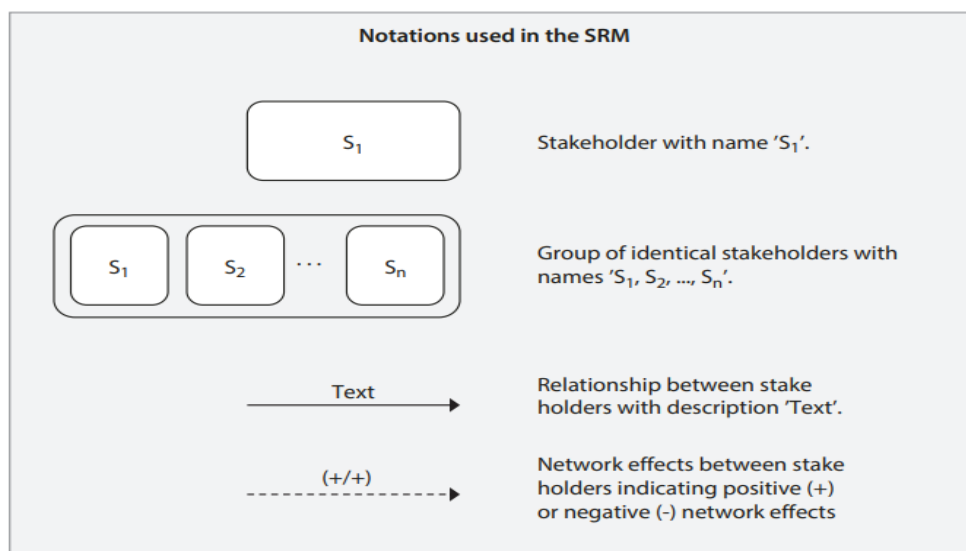 Notations used in the SRM
S₁
Stakeholder with name ’S₁’.
S₁ S₂ ... Sₙ
Group of identical stakeholders with
names ’S₁, S₂, ..., Sₙ’.
Text
Relationship between stake
holders with description ’Text’.
(+/+)
Network effects between stake
holders indicating positive (+)
or negative (-) network effects